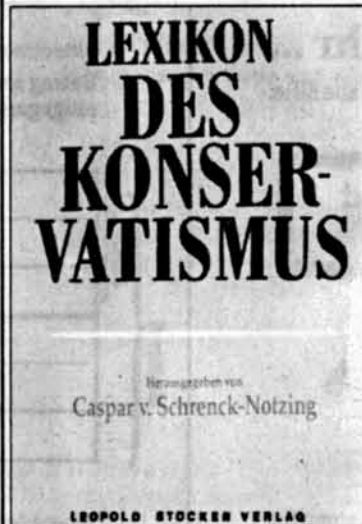 LEXIKON
DES
KONSER-
VATISMUS
Herausgegeben von
Caspar v. Schrenck-Notzing
LEOPOLD STOCKER VERLAG